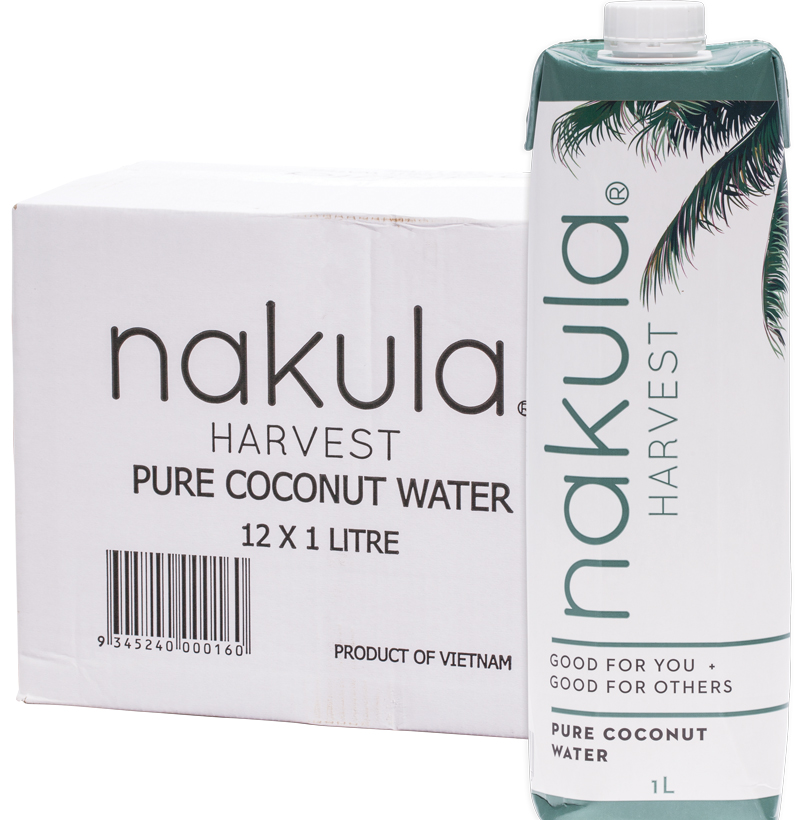 nakula®
HARVEST
PURE COCONUT WATER
12 X 1 LITRE
9 345240 000160
PRODUCT OF VIETNAM
nakula®
HARVEST
GOOD FOR YOU +
GOOD FOR OTHERS
PURE COCONUT
WATER
1L